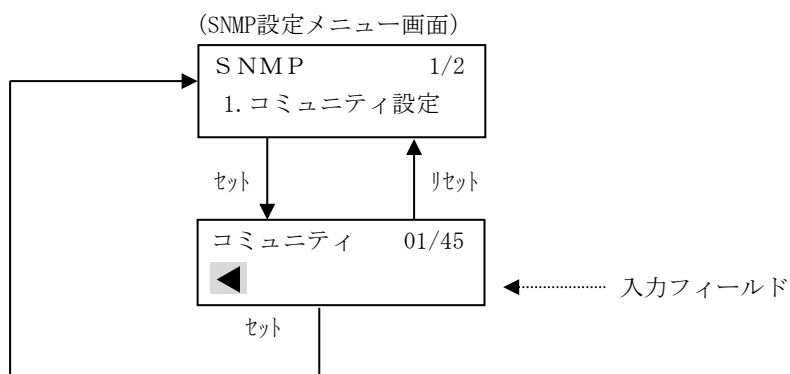 (SNMP設定メニュー画面)
SNMP 1/2
1.コミュニティ設定
ｾｯﾄ ﾘｾｯﾄ
コミュニティ 01/45
◀
入力フィールド
ｾｯﾄ